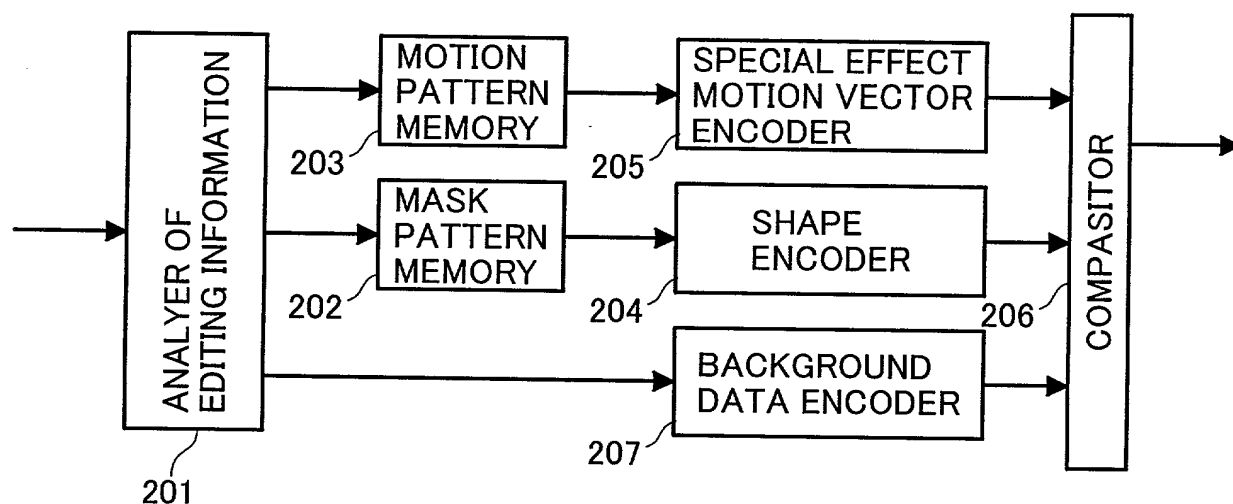 ANALYER OF
EDITING INFORMATION
201
MOTION
PATTERN
MEMORY
203
SPECIAL EFFECT
MOTION VECTOR
ENCODER
205
MASK
PATTERN
MEMORY
202
SHAPE
ENCODER
204
BACKGROUND
DATA ENCODER
207
COMPASITOR
206